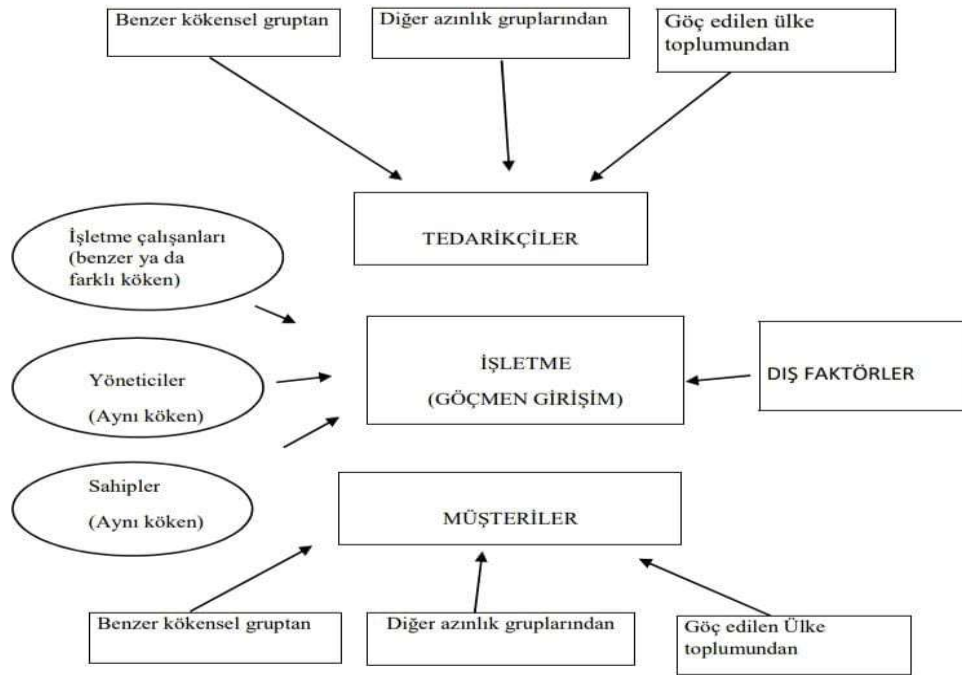 Benzer kökensel gruptan
Diğer azınlık gruplarından
Göç edilen ülke
toplumundan
TEDARİKÇİLER
İşletme çalışanları
(benzer ya da
farklı köken)
Yöneticiler
(Aynı köken)
Sahipler
(Aynı köken)
İŞLETME
(GÖÇMEN GİRİŞİM)
DIŞ FAKTÖRLER
MÜŞTERİLER
Benzer kökensel gruptan
Diğer azınlık gruplarından
Göç edilen Ülke
toplumundan